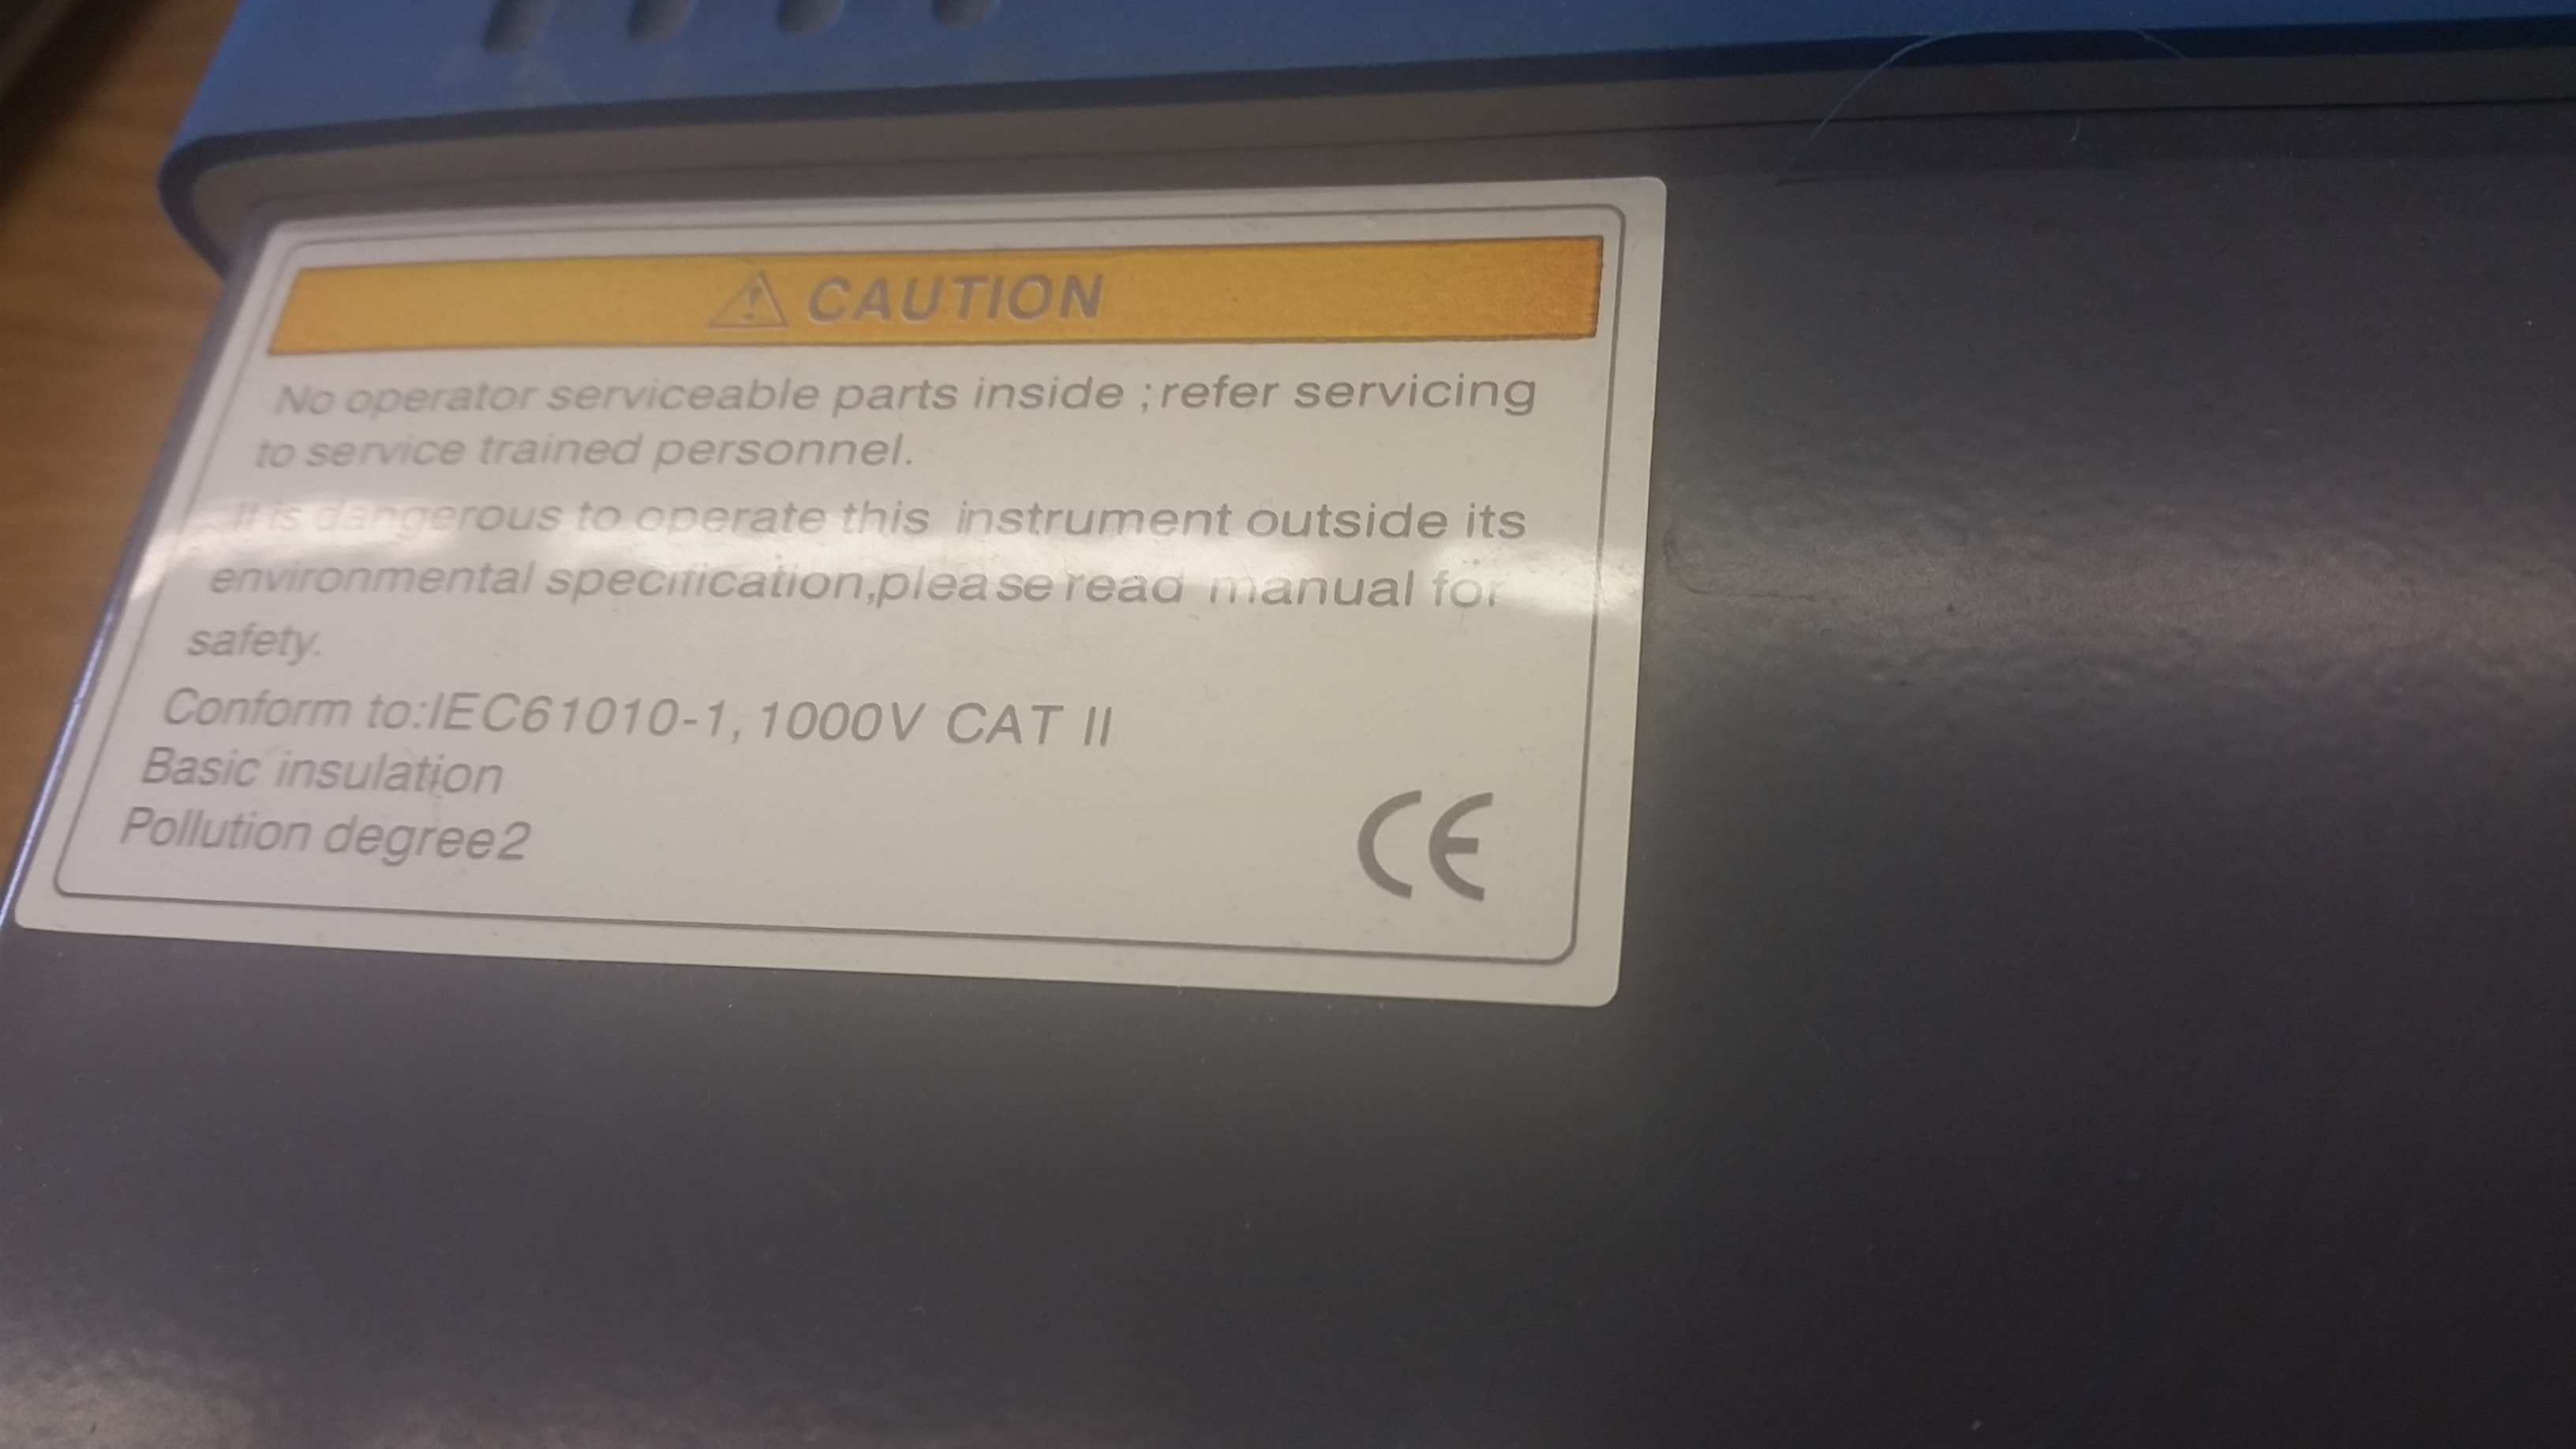 CAUTION
No operator serviceable parts inside ; refer servicing
to service trained personnel.
It is dangerous to operate this instrument outside its
environmental specification,please read manual for
safety.
Conform to:IEC61010-1, 1000V CAT II
Basic insulation
Pollution degree2
CE